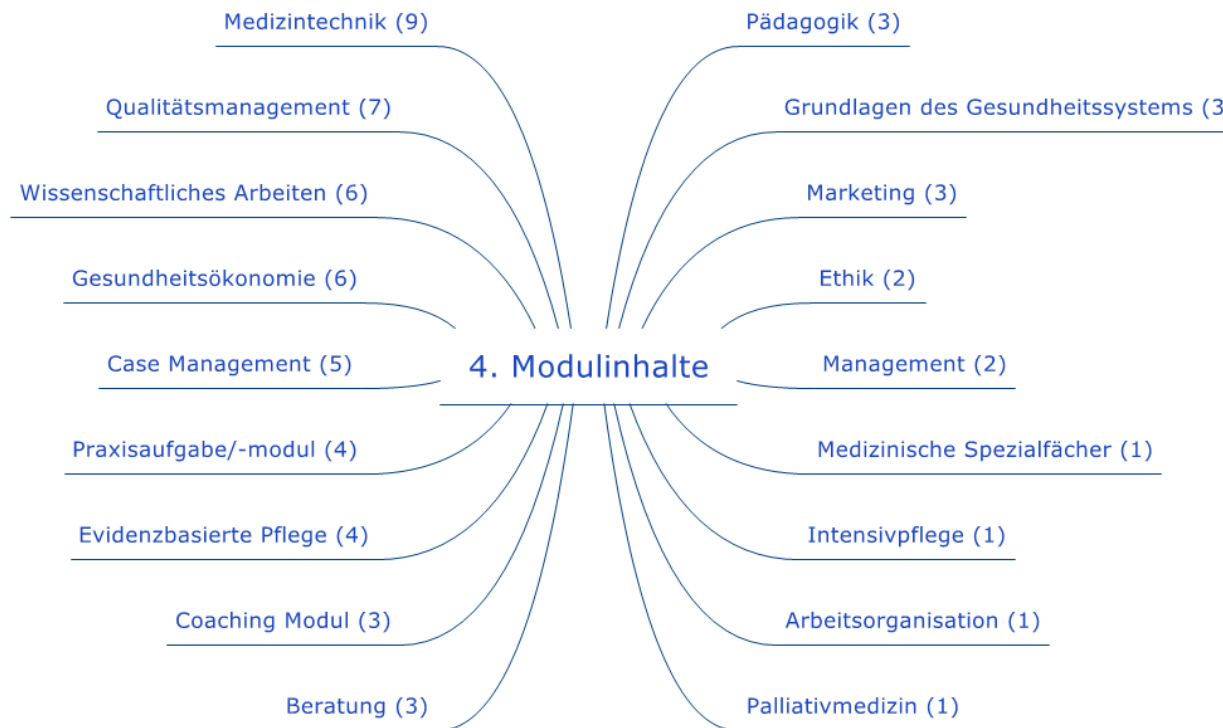 Medizintechnik (9)
Qualitätsmanagement (7)
Wissenschaftliches Arbeiten (6)
Gesundheitsökonomie (6)
Case Management (5)
Praxisaufgabe/-modul (4)
Evidenzbasierte Pflege (4)
Coaching Modul (3)
Beratung (3)
4. Modulinhalte
Pädagogik (3)
Grundlagen des Gesundheitssystems (3
Marketing (3)
Ethik (2)
Management (2)
Medizinische Spezialfächer (1)
Intensivpflege (1)
Arbeitsorganisation (1)
Palliativmedizin (1)